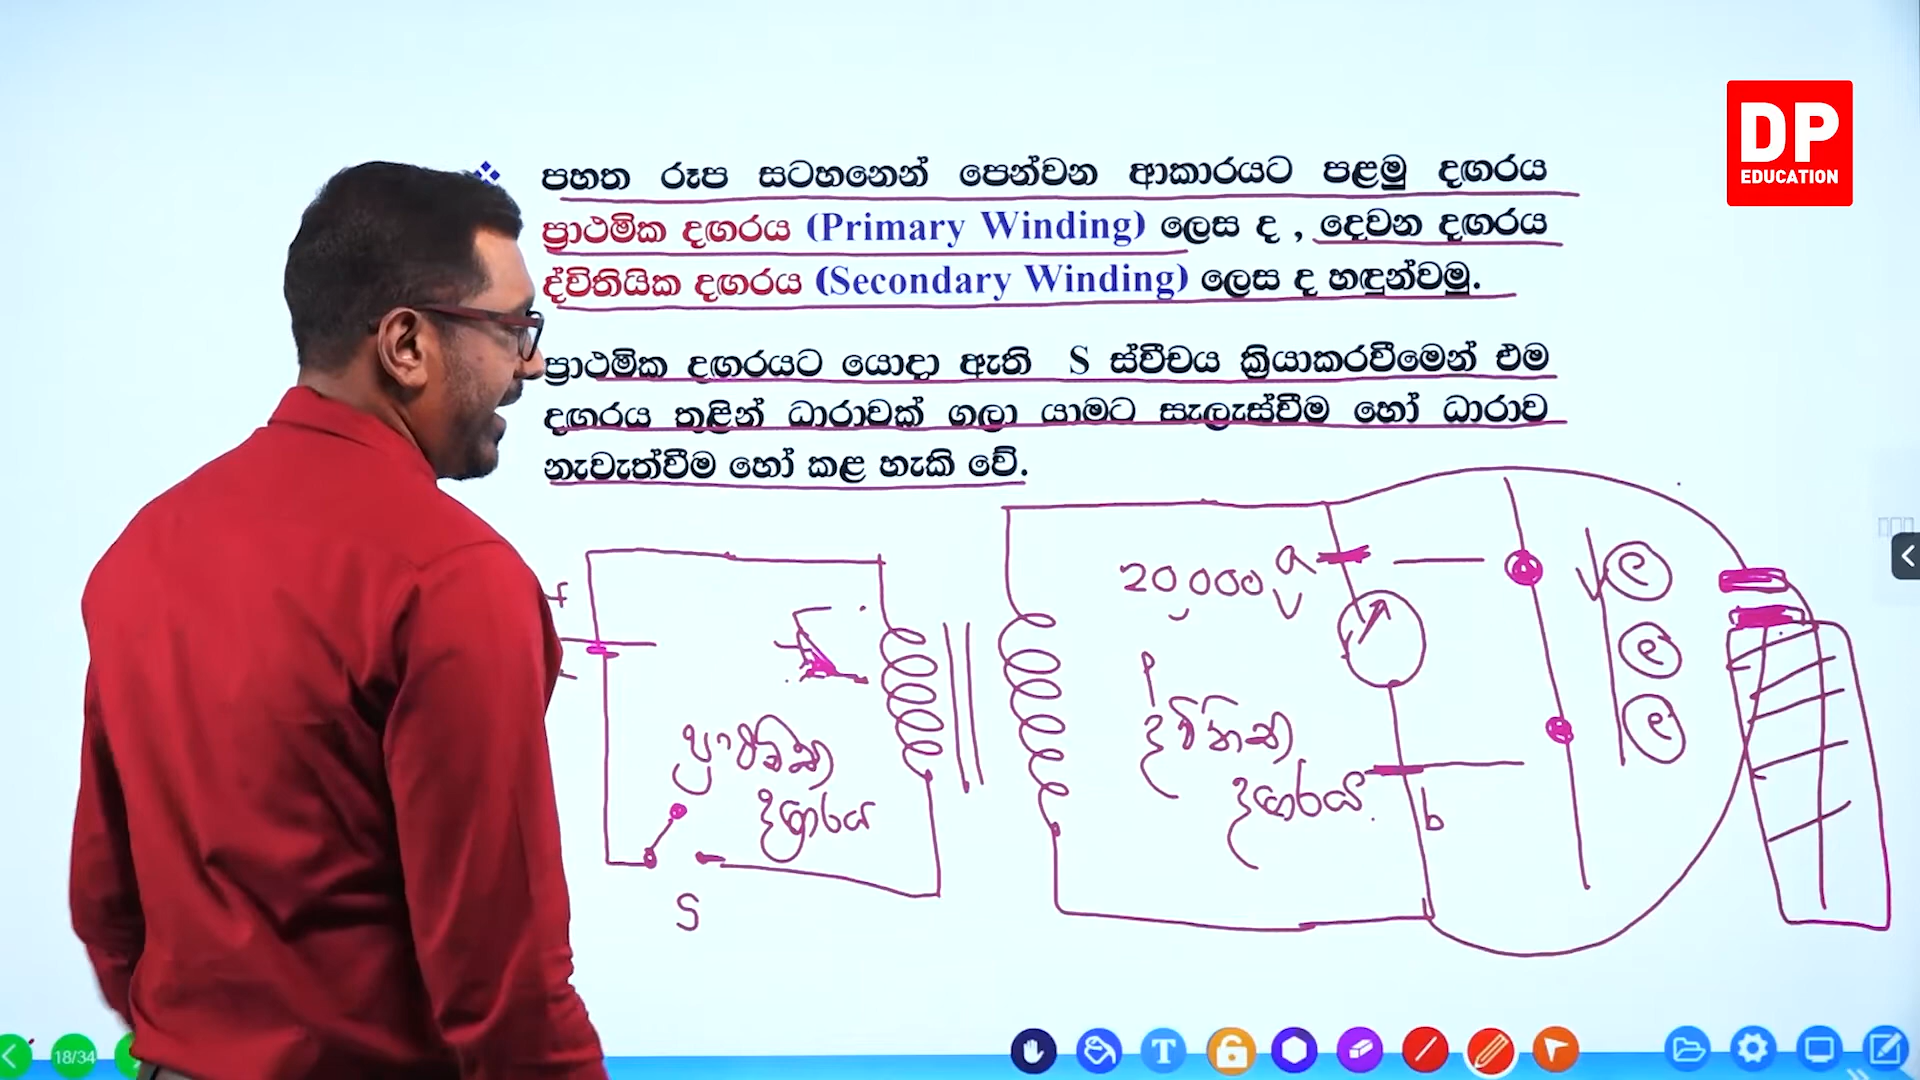 DP
EDUCATION
පහත රූප සටහනෙන් පෙන්වන ආකාරයට පළමු දඟරය
ප්‍රාථමික දඟරය (Primary Winding) ලෙස ද , දෙවන දඟරය
ද්විතියික දඟරය (Secondary Winding) ලෙස ද හඳුන්වමු.
ප්‍රාථමික දඟරයට යොදා ඇති S ස්වීචය ක්‍රියාකරවීමෙන් එම
දඟරය තුළින් ධාරාවක් ගලා යාමට සැලැස්වීම හෝ ධාරාව
නැවැත්වීම හෝ කළ හැකි වේ.
20,000 V
a
දඟරය
දඟරය
b
S
18/34